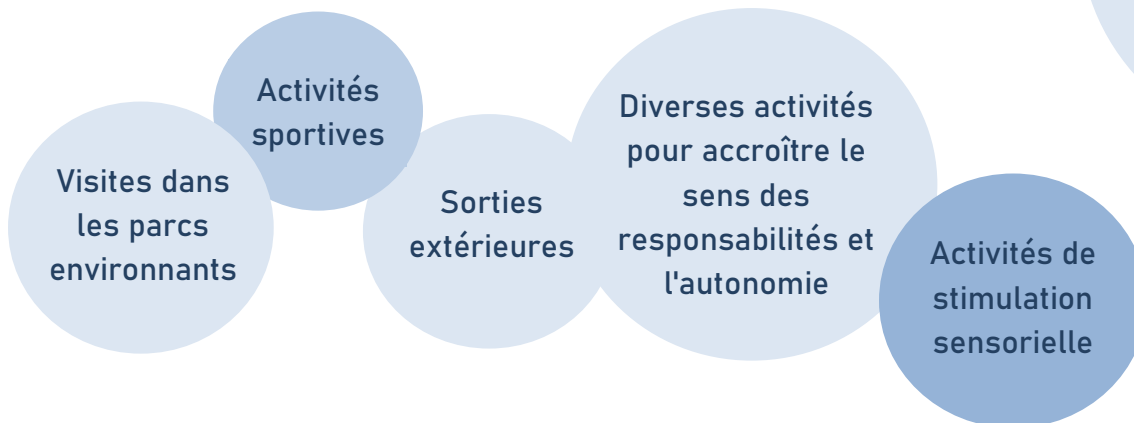 Visites dans
les parcs
environnants
Activités
sportives
Sorties
extérieures
Diverses activités
pour accroître le
sens des
responsabilités et
l'autonomie
Activités de
stimulation
sensorielle